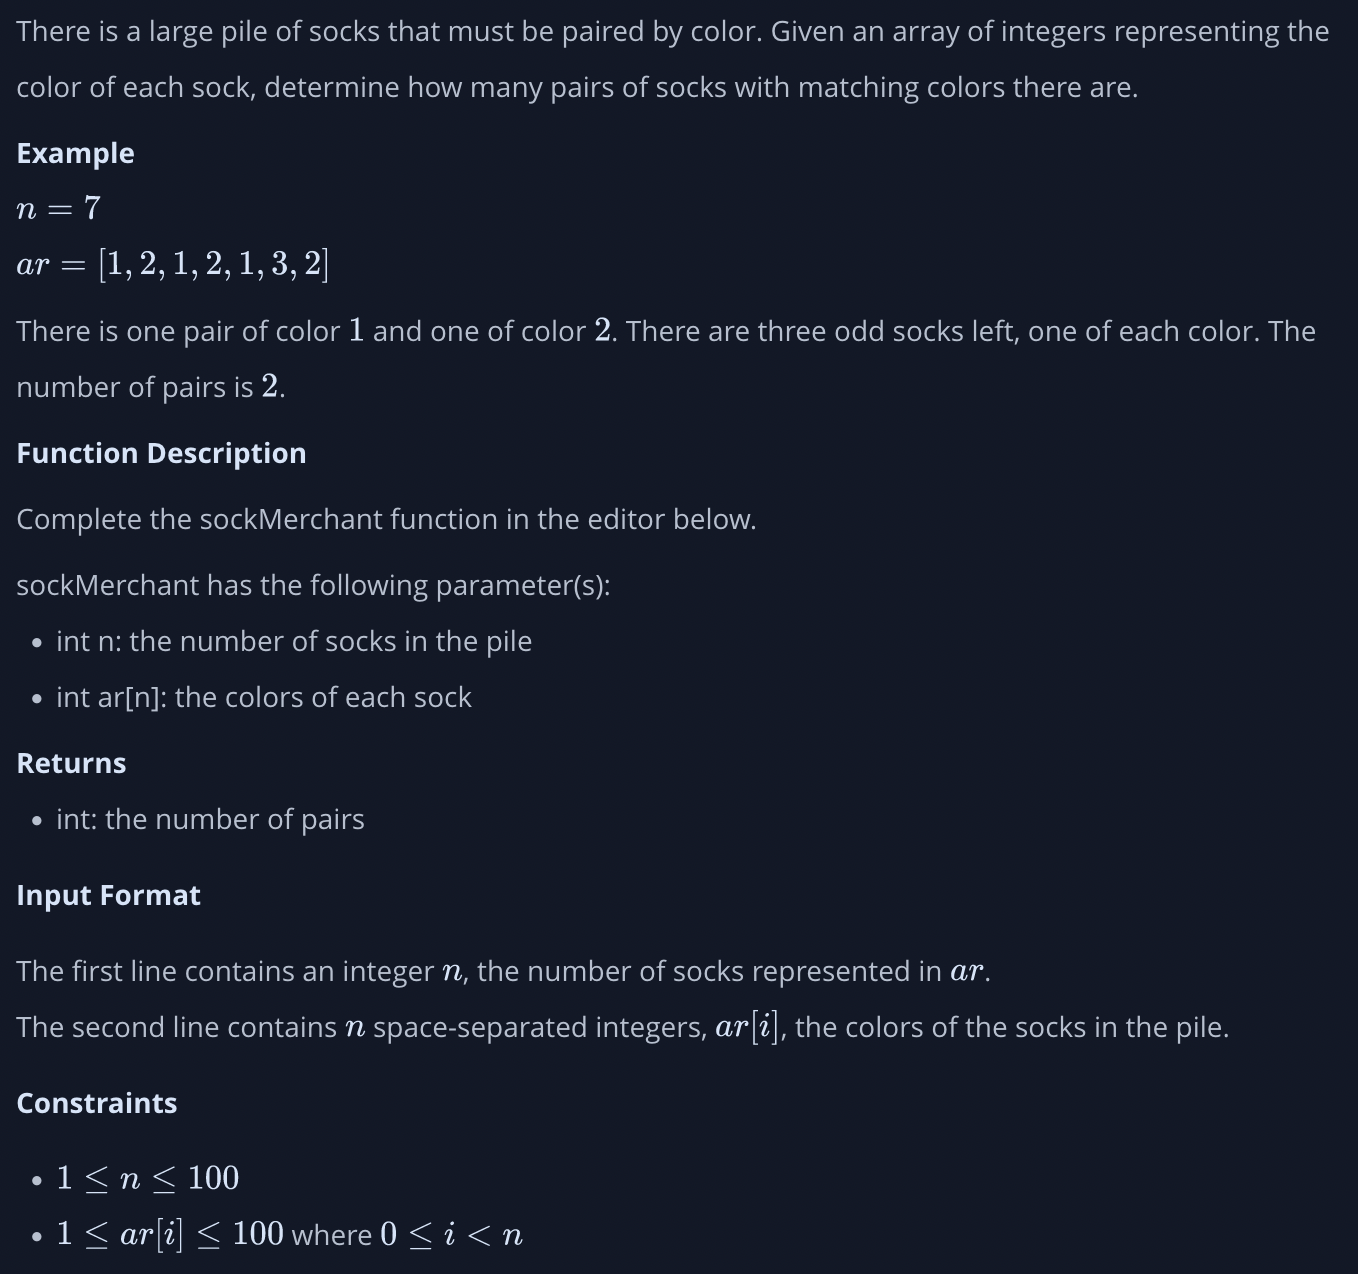 There is a large pile of socks that must be paired by color. Given an array of integers representing the
color of each sock, determine how many pairs of socks with matching colors there are.
Example
n = 7
ar = [1, 2, 1, 2, 1, 3, 2]
There is one pair of color 1 and one of color 2. There are three odd socks left, one of each color. The
number of pairs is 2.
Function Description
Complete the sockMerchant function in the editor below.
sockMerchant has the following parameter(s):
• int n: the number of socks in the pile
• int ar[n]: the colors of each sock
Returns
• int: the number of pairs
Input Format
The first line contains an integer n, the number of socks represented in ar.
The second line contains n space-separated integers, ar[i], the colors of the socks in the pile.
Constraints
• 1 ≤ n ≤ 100
• 1 ≤ ar[i] ≤ 100 where 0 ≤ i < n